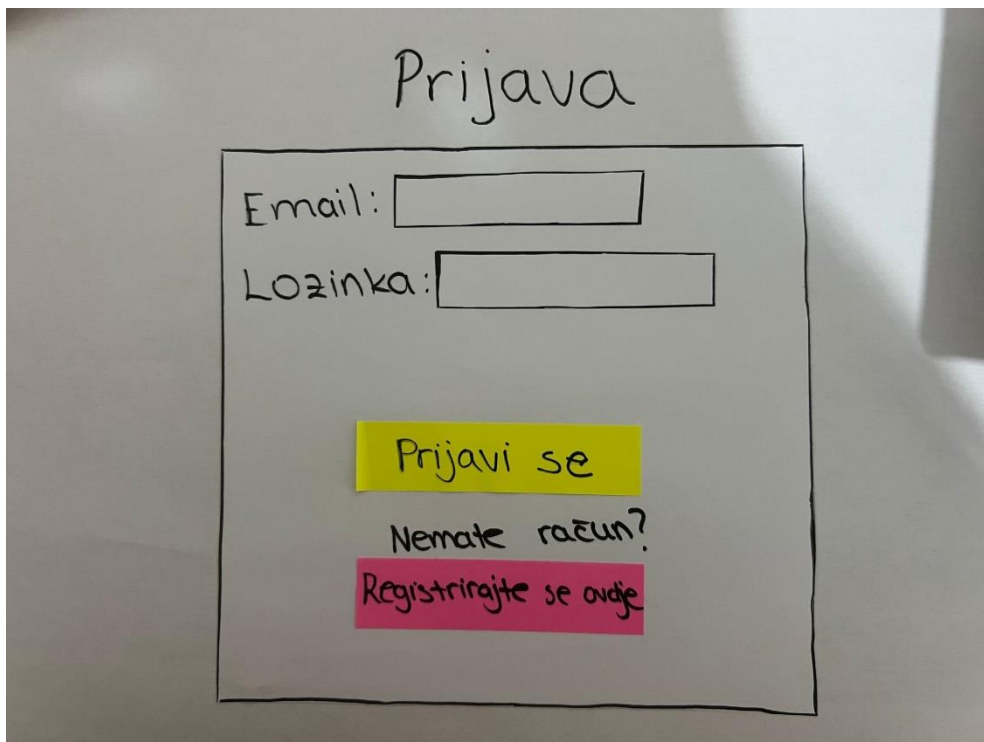 Prijava
Email:
Lozinka:
Prijavi se
Nemate račun?
Registrirajte se ovdje